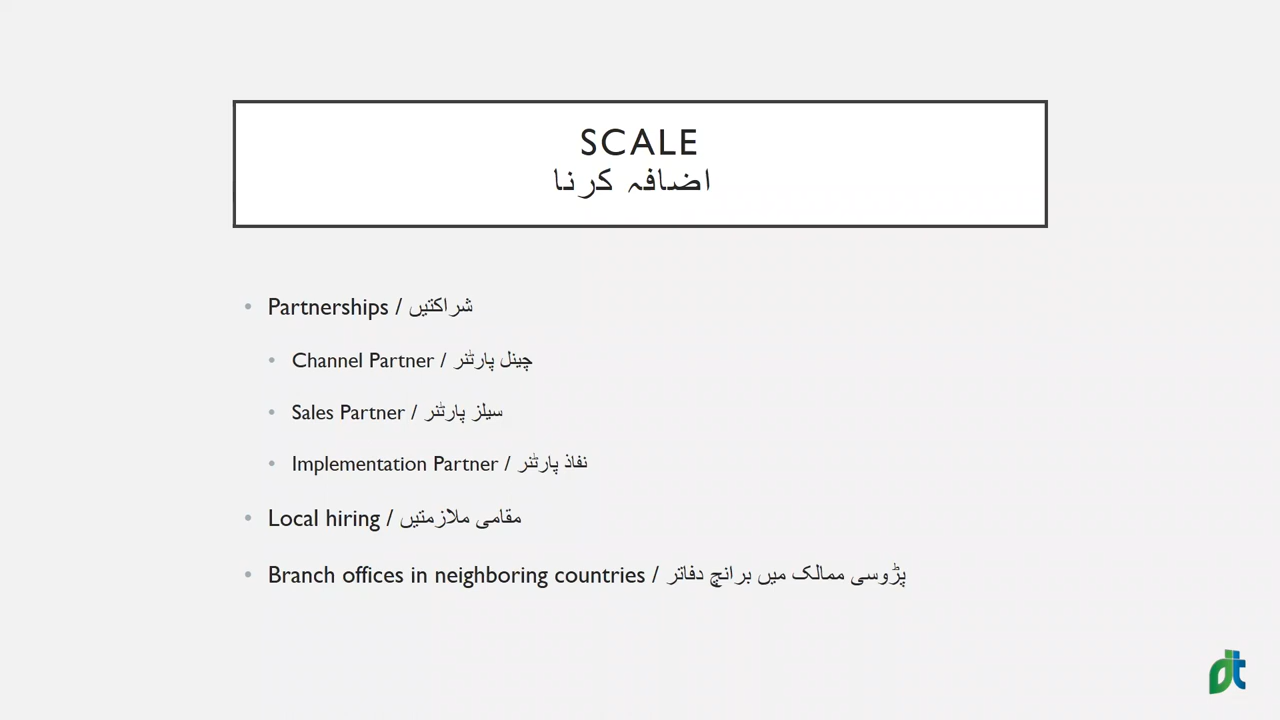 SCALE
اضافہ کرنا
Partnerships / شراکتیں
Channel Partner / چینل پارٹنر
Sales Partner / سیلز پارٹنر
Implementation Partner / نفاذ پارٹنر
Local hiring / مقامی ملازمتیں
Branch offices in neighboring countries / پڑوسی ممالک میں برانچ دفاتر
dt